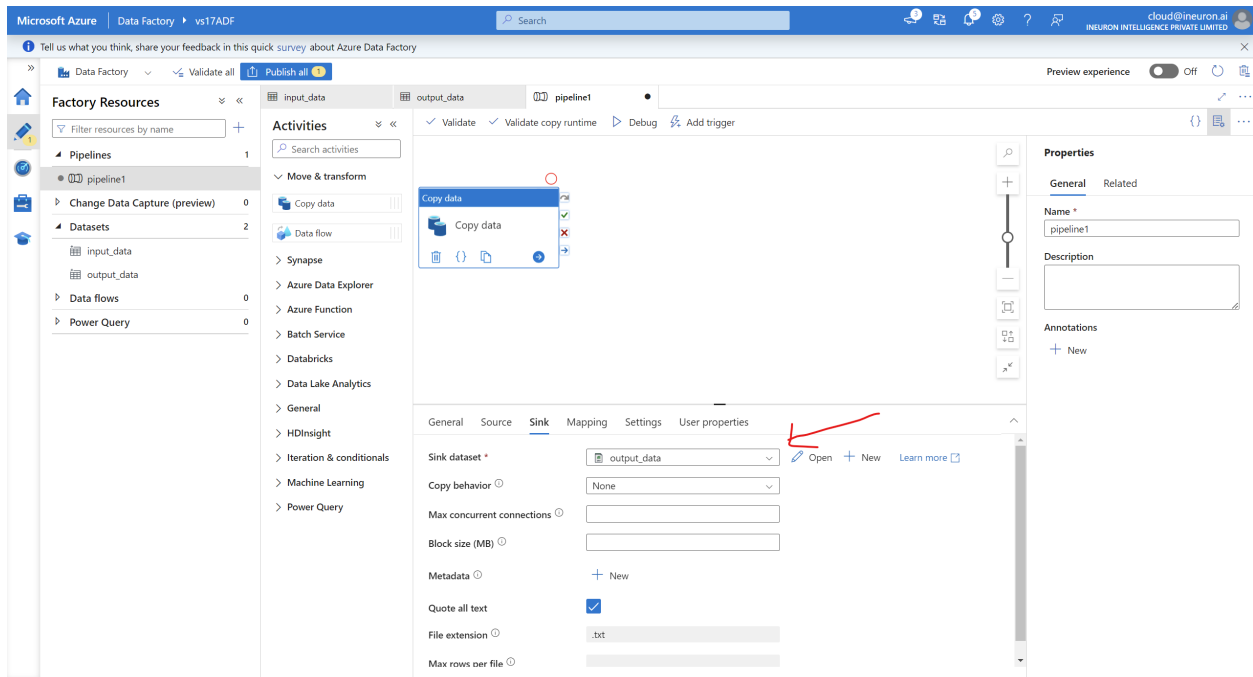 Microsoft Azure Data Factory vs17ADF Search 3 5 cloud@ineuron.ai
INEURON INTELLIGENCE PRIVATE LIMITED
Tell us what you think, share your feedback in this quick survey about Azure Data Factory
Data Factory Validate all Publish all 1 Preview experience Off
Factory Resources
Filter resources by name
1
Pipelines 1
pipeline1
Change Data Capture (preview) 0
Datasets 2
input_data
output_data
Data flows 0
Power Query 0
input_data output_data pipeline1
Activities
Search activities
Move & transform
Copy data
Data flow
Synapse
Azure Data Explorer
Azure Function
Batch Service
Databricks
Data Lake Analytics
General
HDInsight
Iteration & conditionals
Machine Learning
Power Query
Validate Validate copy runtime Debug Add trigger
Copy data
Copy data
General Source Sink Mapping Settings User properties
Sink dataset * output_data Open New Learn more
Copy behavior None
Max concurrent connections
Block size (MB)
Metadata New
Quote all text
File extension .txt
Max rows per file
Properties
General Related
Name *
pipeline1
Description
Annotations
New